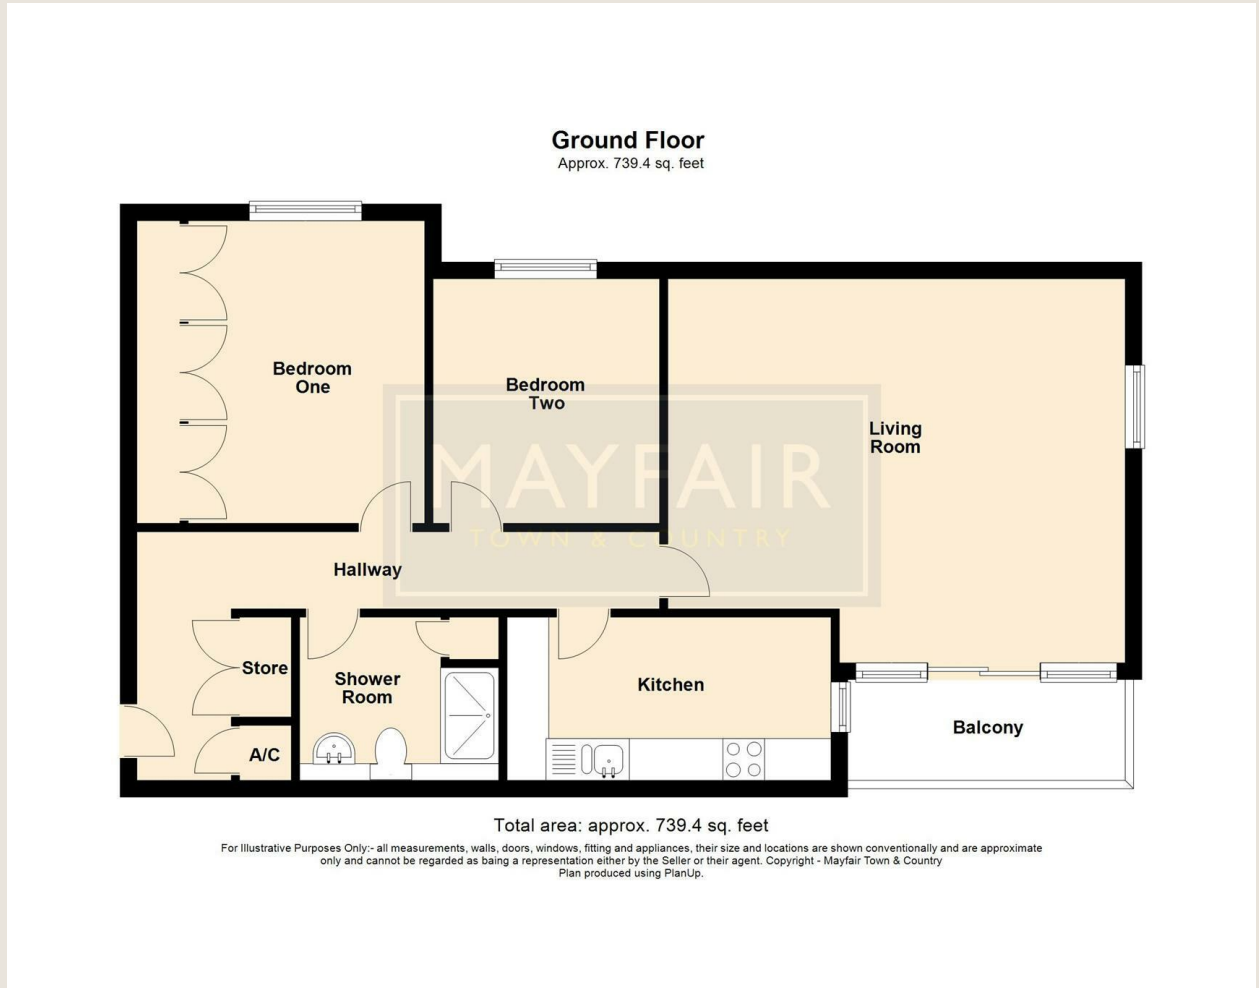 Ground Floor
Approx. 739.4 sq. feet
Bedroom
One
Bedroom
Two
Living
Room
MAYFAIR
TOWN & COUNTRY
Hallway
Store
Shower
Room
Kitchen
A/C
Balcony
Total area: approx. 739.4 sq. feet
For Illustrative Purposes Only:- all measurements, walls, doors, windows, fitting and appliances, their size and locations are shown conventionally and are approximate
only and cannot be regarded as baing a representation either by the Seller or their agent. Copyright - Mayfair Town & Country
Plan produced using PlanUp.